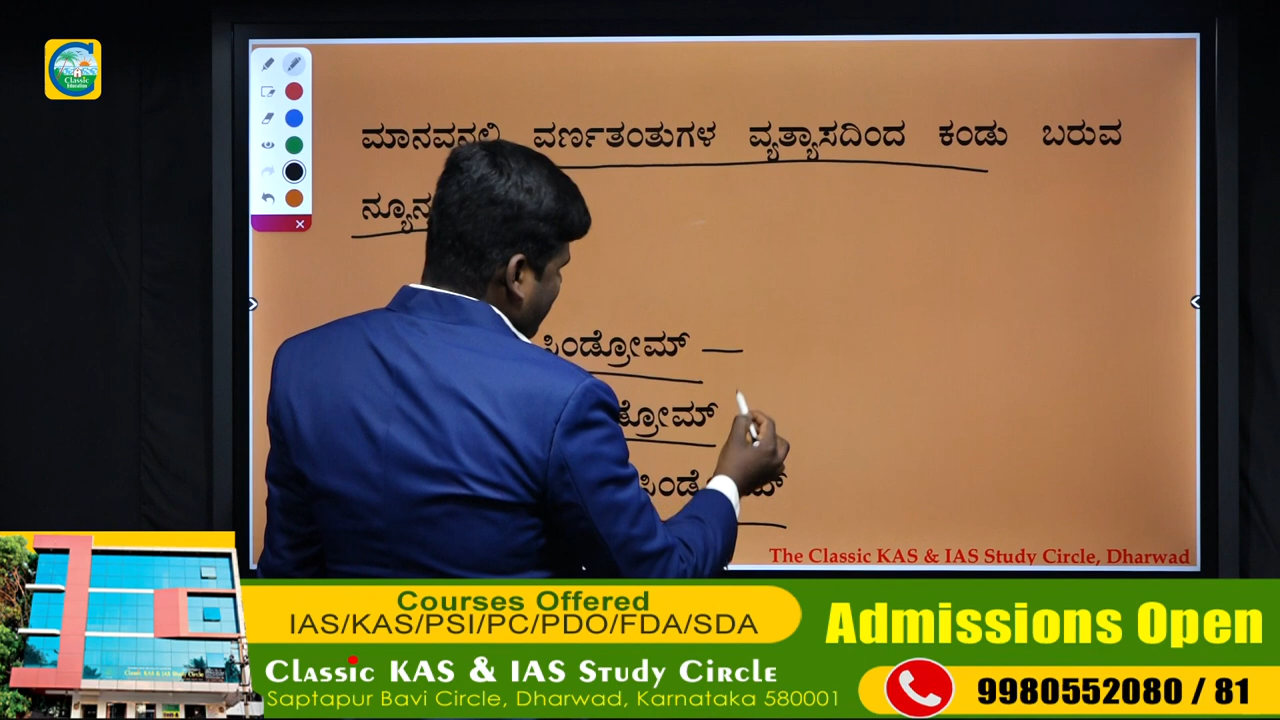 ಮಾನವನಲ್ಲಿ ವರ್ಣತಂತುಗಳ ವ್ಯತ್ಯಾಸದಿಂದ ಕಂಡು ಬರುವ
ಸಿಂಡ್ರೋಮ್
The Classic KAS & IAS Study Circle, Dharwad
Classic
Education
Courses Offered
IAS/KAS/PSI/PC/PDO/FDA/SDA
Admissions Open
Classic KAS & IAS Study Circle
Saptapur Bavi Circle, Dharwad, Karnataka 580001
9980552080 / 81